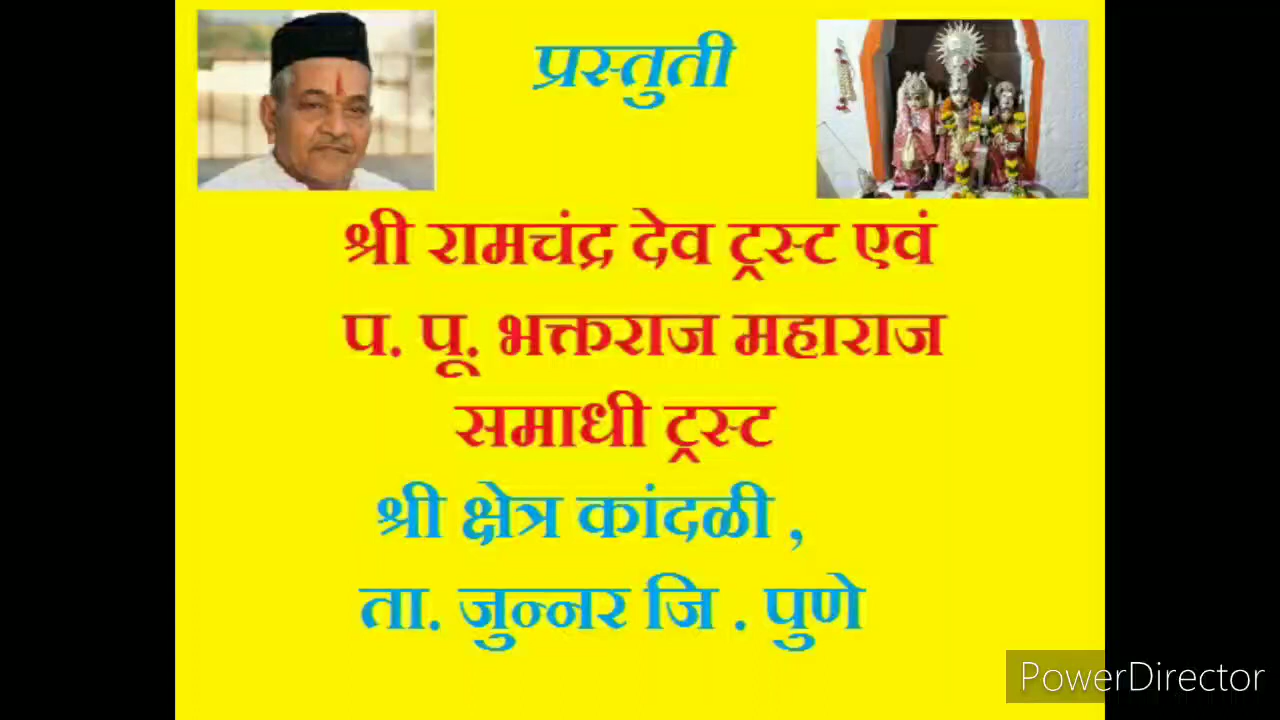 प्रस्तुती
श्री रामचंद्र देव ट्रस्ट एवं
प. पू. भक्तराज महाराज
समाधी ट्रस्ट
श्री क्षेत्र कांदळी ,
ता. जुन्नर जि . पुणे
PowerDirector